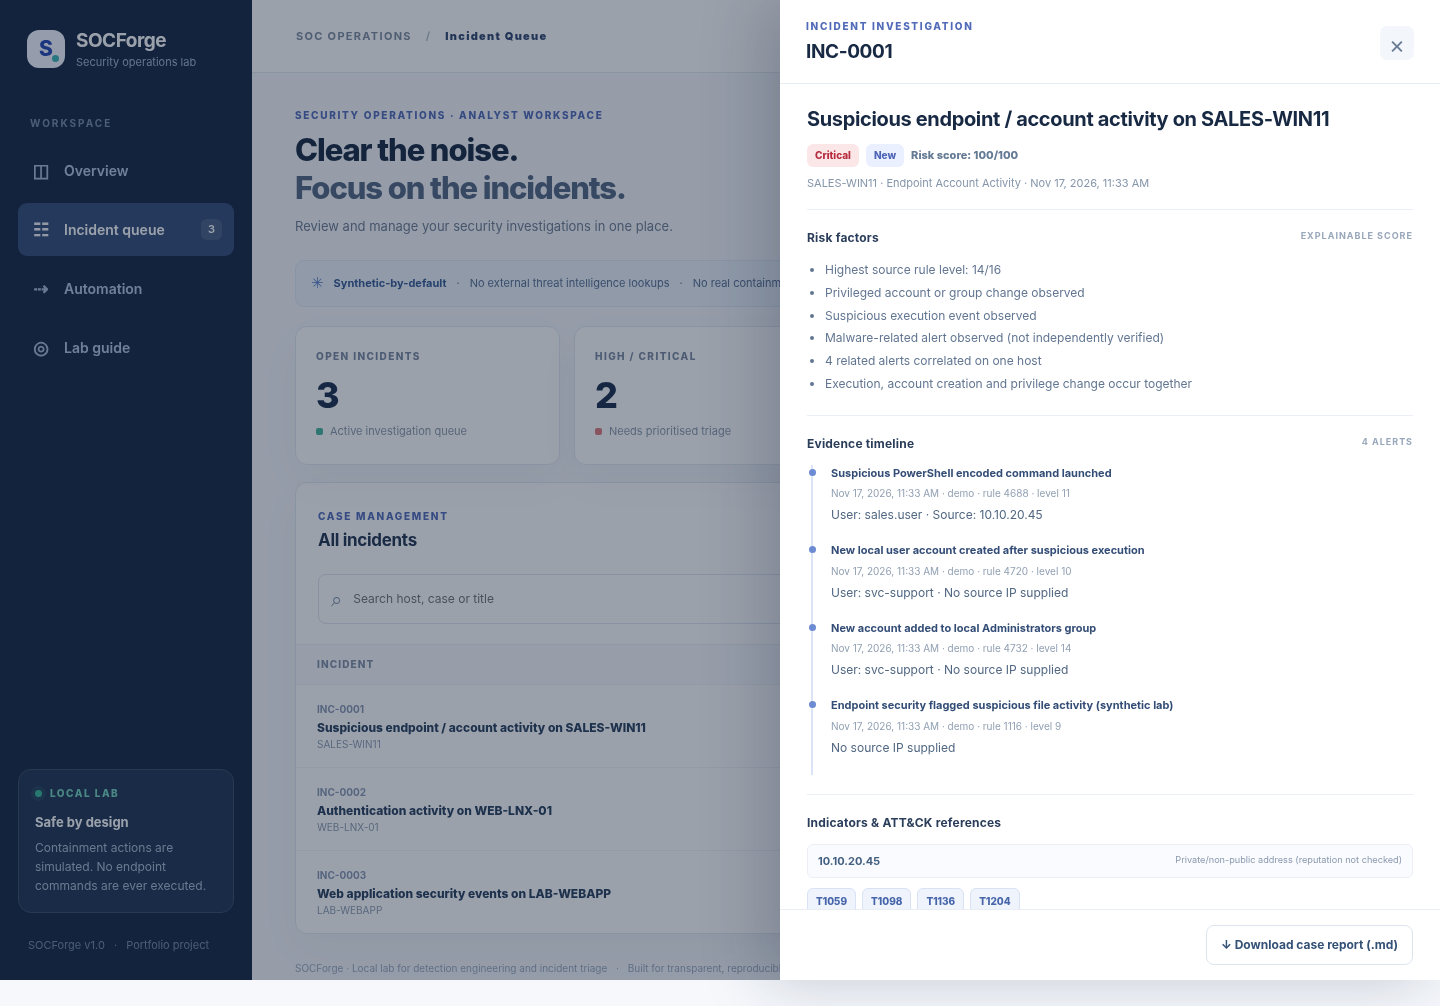 S
SOCForge
Security operations lab
WORKSPACE
Overview
Incident queue
3
Automation
Lab guide
LOCAL LAB
Safe by design
Containment actions are
simulated. No endpoint
commands are ever executed.
SOCForge v1.0 · Portfolio project
SOC OPERATIONS / Incident Queue
SECURITY OPERATIONS · ANALYST WORKSPACE
Clear the noise.
Focus on the incidents.
Review and manage your security investigations in one place.
Synthetic-by-default · No external threat intelligence lookups · No real containm
OPEN INCIDENTS
3
Active investigation queue
HIGH / CRITICAL
2
Needs prioritised triage
CASE MANAGEMENT
All incidents
Search host, case or title
INCIDENT
INC-0001
Suspicious endpoint / account activity on SALES-WIN11
SALES-WIN11
INC-0002
Authentication activity on WEB-LNX-01
WEB-LNX-01
INC-0003
Web application security events on LAB-WEBAPP
LAB-WEBAPP
SOCForge · Local lab for detection engineering and incident triage · Built for transparent, reproducib
INCIDENT INVESTIGATION
INC-0001
×
Suspicious endpoint / account activity on SALES-WIN11
Critical New Risk score: 100/100
SALES-WIN11 · Endpoint Account Activity · Nov 17, 2026, 11:33 AM
Risk factors
EXPLAINABLE SCORE
• Highest source rule level: 14/16
• Privileged account or group change observed
• Suspicious execution event observed
• Malware-related alert observed (not independently verified)
• 4 related alerts correlated on one host
• Execution, account creation and privilege change occur together
Evidence timeline
4 ALERTS
Suspicious PowerShell encoded command launched
Nov 17, 2026, 11:33 AM · demo · rule 4688 · level 11
User: sales.user · Source: 10.10.20.45
New local user account created after suspicious execution
Nov 17, 2026, 11:33 AM · demo · rule 4720 · level 10
User: svc-support · No source IP supplied
New account added to local Administrators group
Nov 17, 2026, 11:33 AM · demo · rule 4732 · level 14
User: svc-support · No source IP supplied
Endpoint security flagged suspicious file activity (synthetic lab)
Nov 17, 2026, 11:33 AM · demo · rule 1116 · level 9
No source IP supplied
Indicators & ATT&CK references
10.10.20.45
Private/non-public address (reputation not checked)
T1059 T1098 T1136 T1204
↓ Download case report (.md)